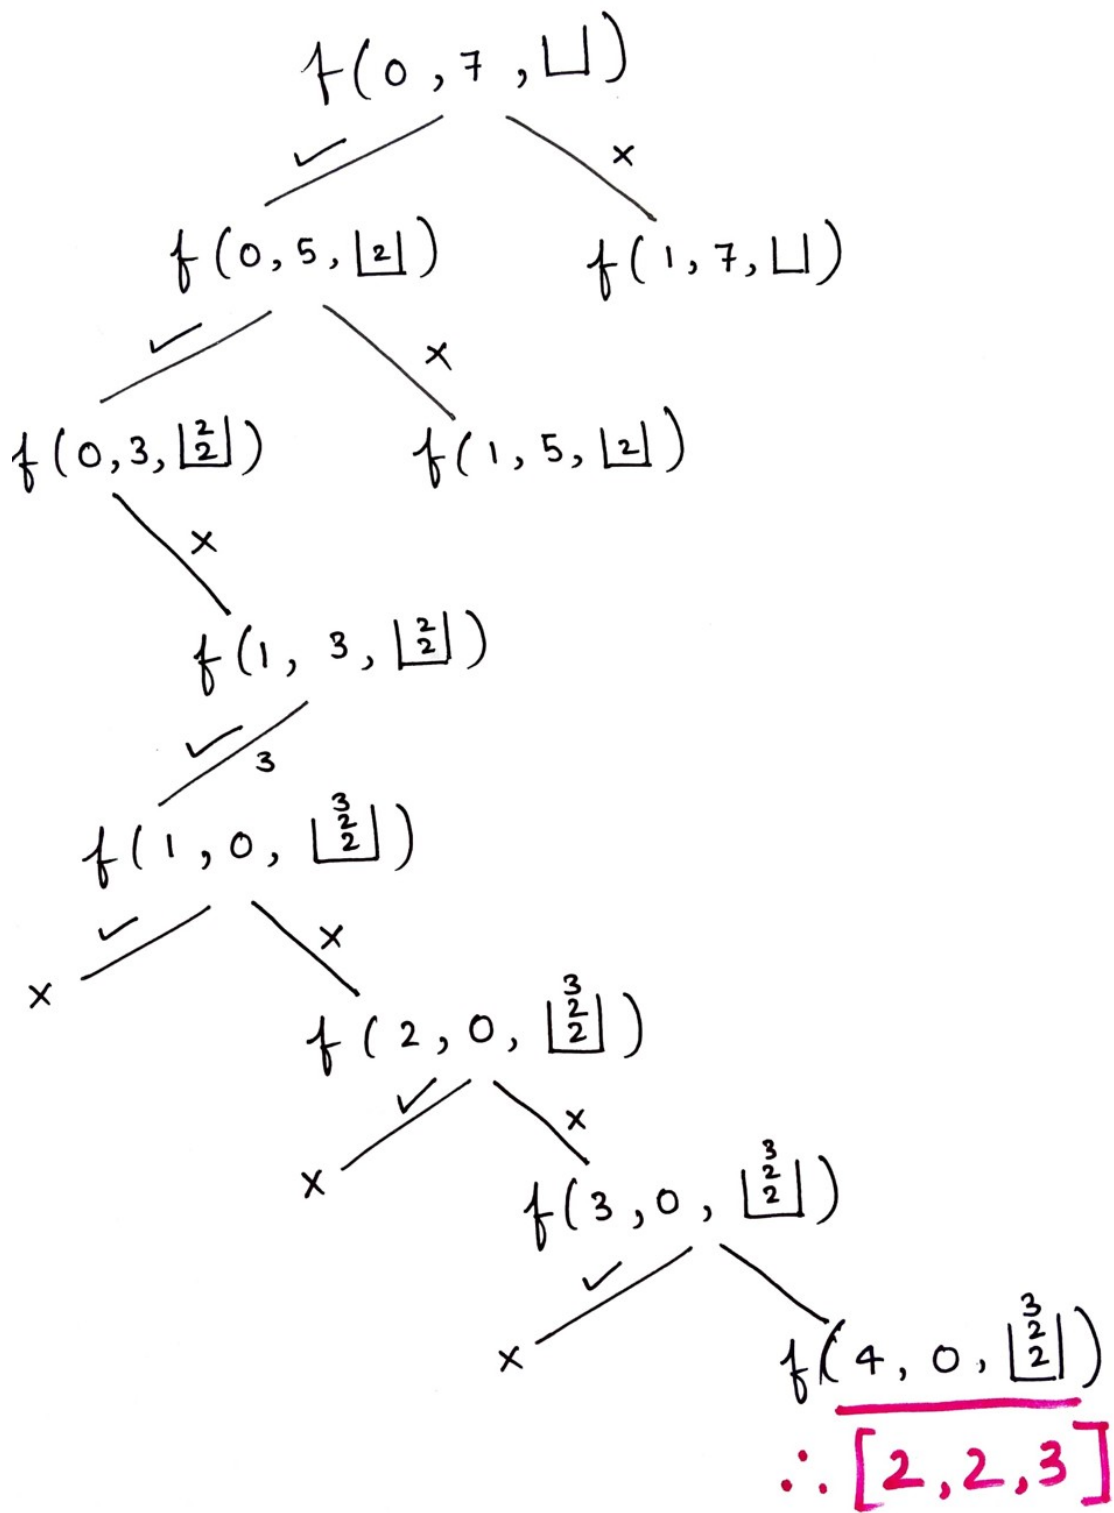 f(0, 7, ⌊⌋)
✓ ×
f(0, 5, ⌊2⌋) f(1, 7, ⌊⌋)
✓ ×
f(0, 3, ⌊2 2⌋) f(1, 5, ⌊2⌋)
×
f(1, 3, ⌊2 2⌋)
✓ 3
f(1, 0, ⌊3 2 2⌋)
✓ ×
×
f(2, 0, ⌊3 2 2⌋)
✓ ×
×
f(3, 0, ⌊3 2 2⌋)
✓
×
f(4, 0, ⌊3 2 2⌋)
∴ [2, 2, 3]